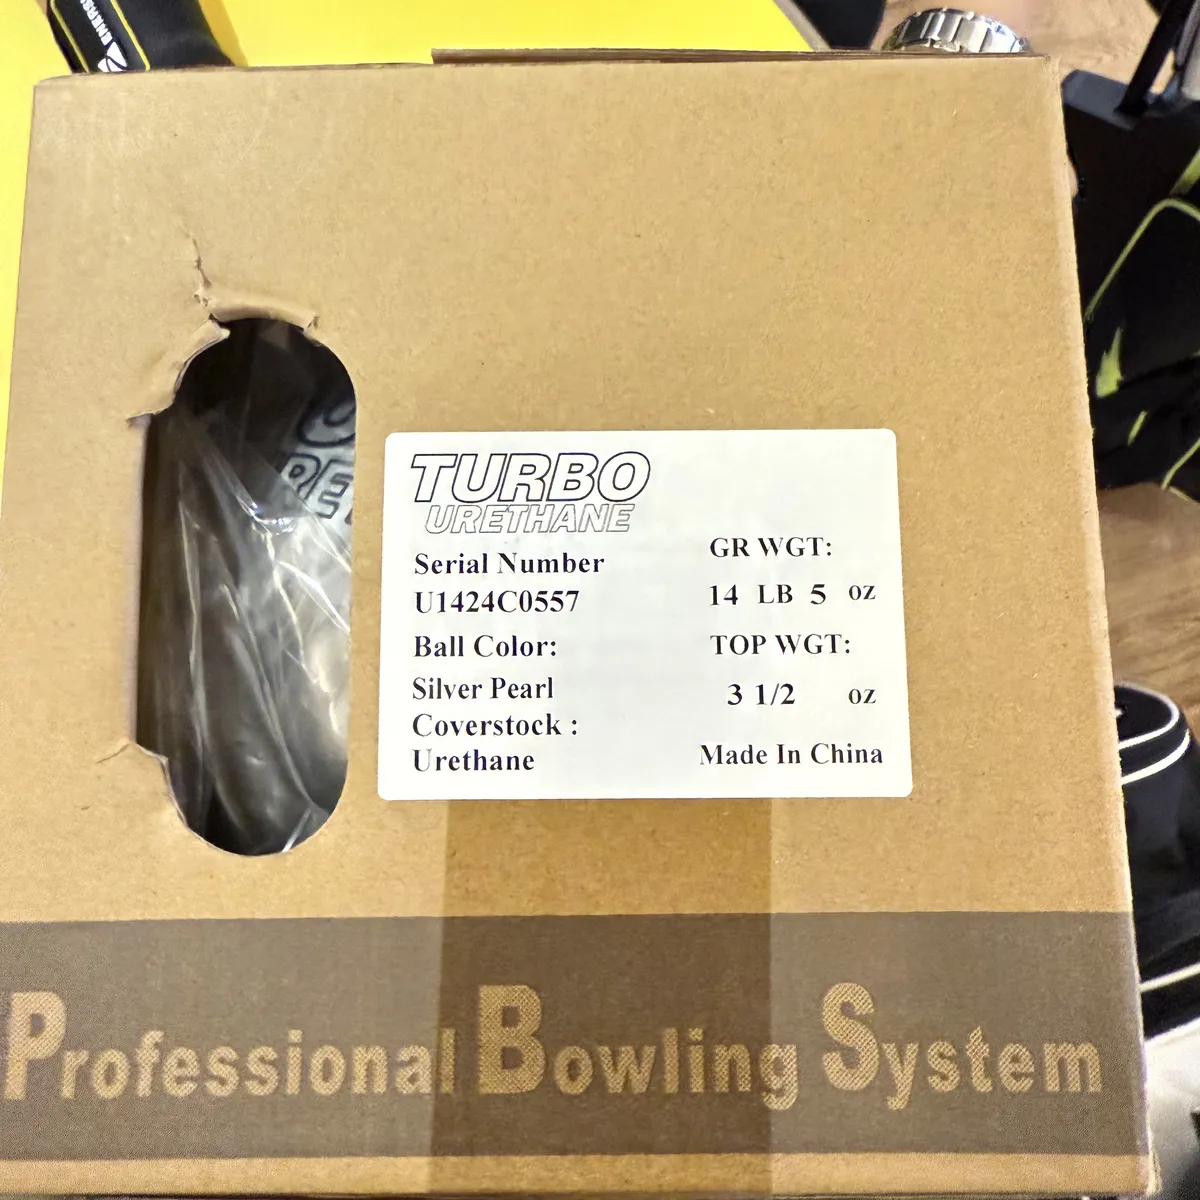 TURBO
URETHANE
Serial Number
U1424C0557
Ball Color:
Silver Pearl
Coverstock :
Urethane
GR WGT:
14 LB 5 oz
TOP WGT:
3 1/2 oz
Made In China
Professional Bowling System